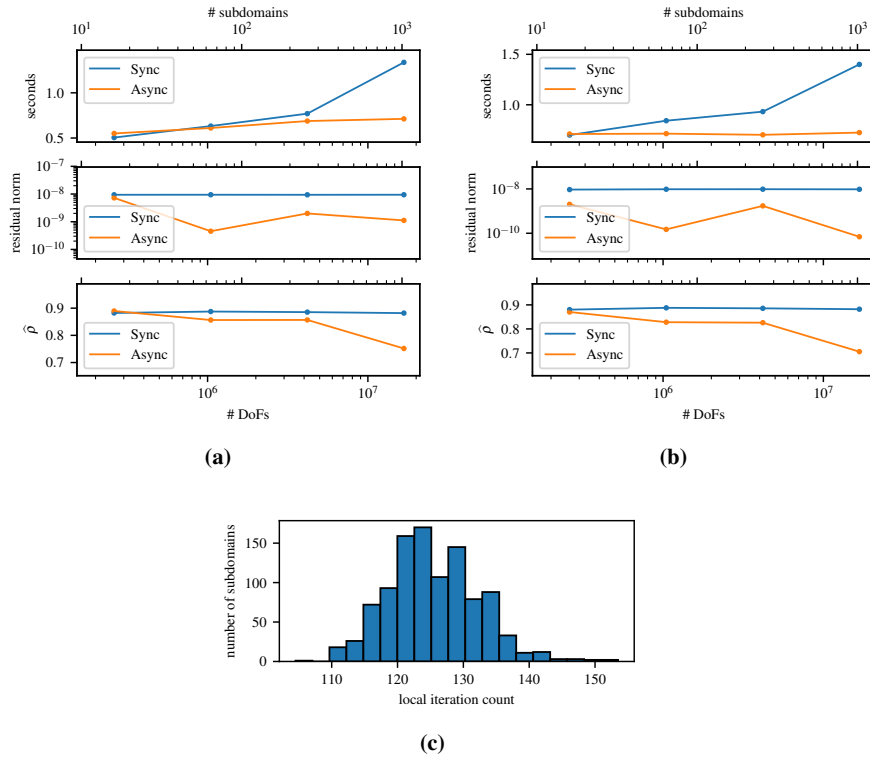 # subdomains
10^1 10^2 10^3
seconds
1.0
0.5
Sync
Async
residual norm
10^−7
10^−8
10^−9
10^−10
Sync
Async
ρ̂
0.9
0.8
0.7
Sync
Async
10^6 10^7
# DoFs
(a)
# subdomains
10^1 10^2 10^3
seconds
1.5
1.0
Sync
Async
residual norm
10^−8
10^−10
Sync
Async
ρ̂
0.9
0.8
0.7
Sync
Async
10^6 10^7
# DoFs
(b)
number of subdomains
150
100
50
0
110 120 130 140 150
local iteration count
(c)